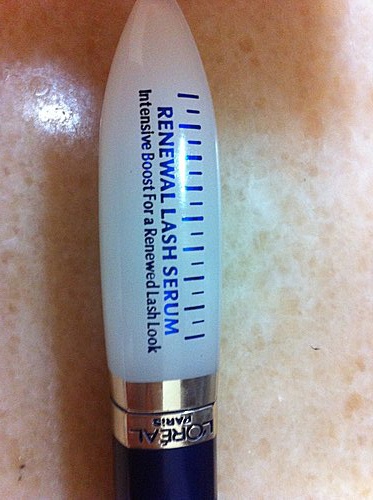 RENEWAL LASH SERUM
Intensive Boost For a Renewed Lash Look
L'ORÉAL
PARiS